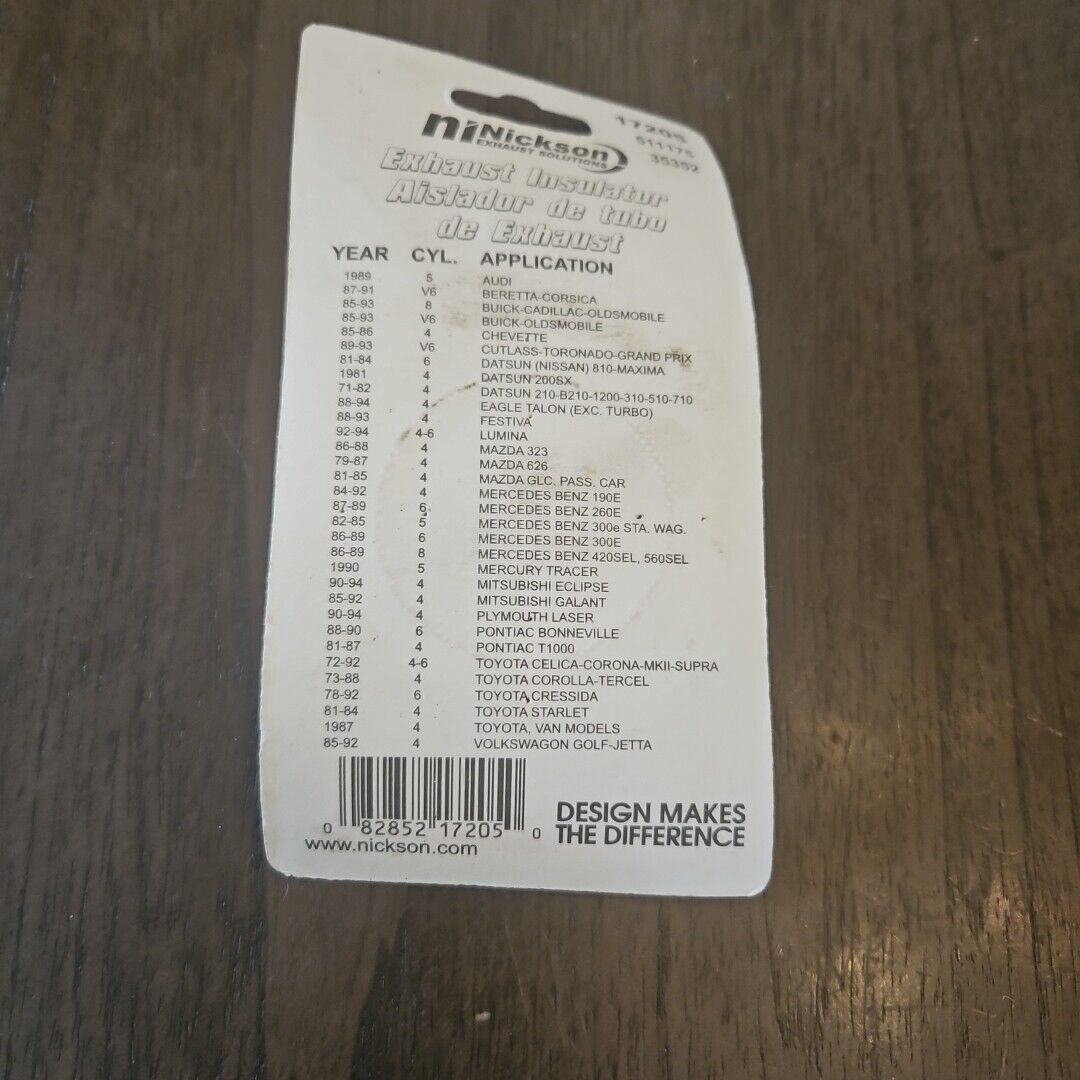 ni Nickson
EXHAUST SOLUTIONS
17205
511175
35352
Exhaust Insulator
Aislador de tubo
de Exhaust
YEAR CYL. APPLICATION
1989 5 AUDI
87-91 V6 BERETTA-CORSICA
85-93 8 BUICK-CADILLAC-OLDSMOBILE
85-93 V6 BUICK-OLDSMOBILE
85-86 4 CHEVETTE
89-93 V6 CUTLASS-TORONADO-GRAND PRIX
81-84 6 DATSUN (NISSAN) 810-MAXIMA
1981 4 DATSUN 200SX
71-82 4 DATSUN 210-B210-1200-310-510-710
88-94 4 EAGLE TALON (EXC. TURBO)
88-93 4 FESTIVA
92-94 4-6 LUMINA
86-88 4 MAZDA 323
79-87 4 MAZDA 626
81-85 4 MAZDA GLC. PASS. CAR
84-92 4 MERCEDES BENZ 190E
87-89 6 MERCEDES BENZ 260E
82-85 5 MERCEDES BENZ 300e STA. WAG.
86-89 6 MERCEDES BENZ 300E
86-89 8 MERCEDES BENZ 420SEL, 560SEL
1990 5 MERCURY TRACER
90-94 4 MITSUBISHI ECLIPSE
85-92 4 MITSUBISHI GALANT
90-94 4 PLYMOUTH LASER
88-90 6 PONTIAC BONNEVILLE
81-87 4 PONTIAC T1000
72-92 4-6 TOYOTA CELICA-CORONA-MKII-SUPRA
73-88 4 TOYOTA COROLLA-TERCEL
78-92 6 TOYOTA CRESSIDA
81-84 4 TOYOTA STARLET
1987 4 TOYOTA, VAN MODELS
85-92 4 VOLKSWAGON GOLF-JETTA
0 82852 17205 0
www.nickson.com
DESIGN MAKES
THE DIFFERENCE